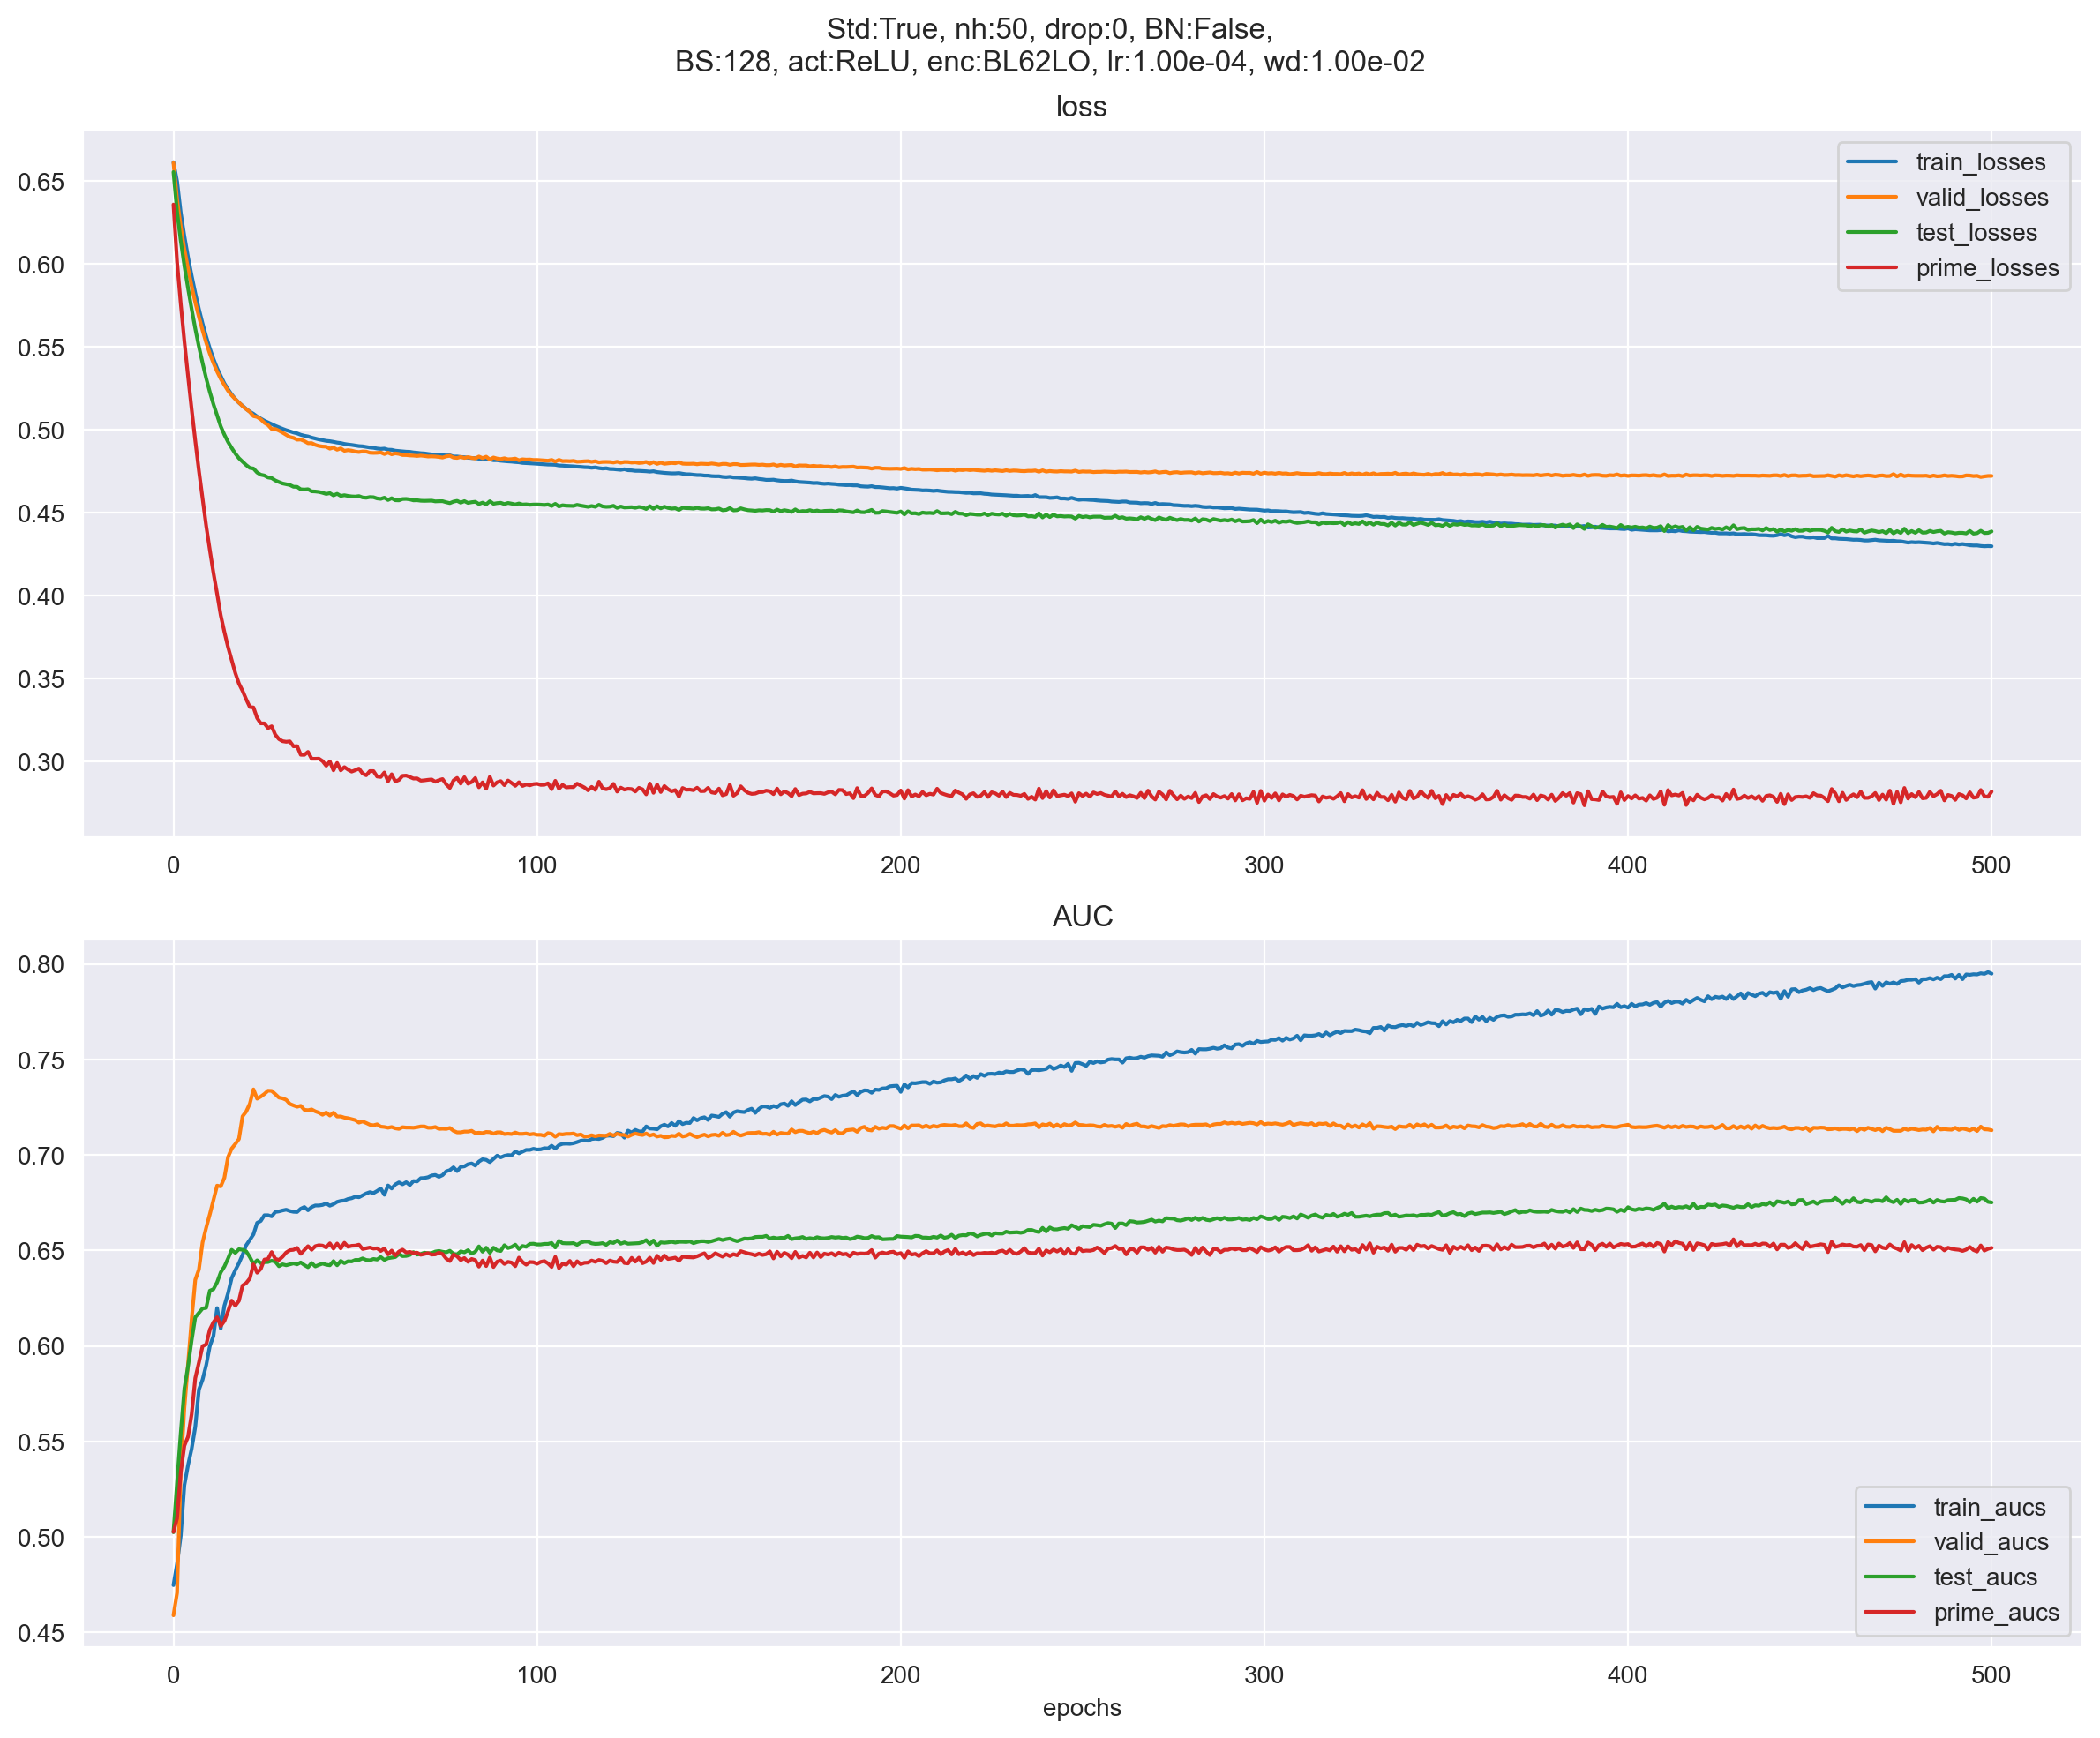 Std:True, nh:50, drop:0, BN:False,
BS:128, act:ReLU, enc:BL62LO, lr:1.00e-04, wd:1.00e-02
loss
0.65
0.60
0.55
0.50
0.45
0.40
0.35
0.30
train_losses
valid_losses
test_losses
prime_losses
0 100 200 300 400 500
AUC
0.80
0.75
0.70
0.65
0.60
0.55
0.50
0.45
train_aucs
valid_aucs
test_aucs
prime_aucs
0 100 200 300 400 500
epochs